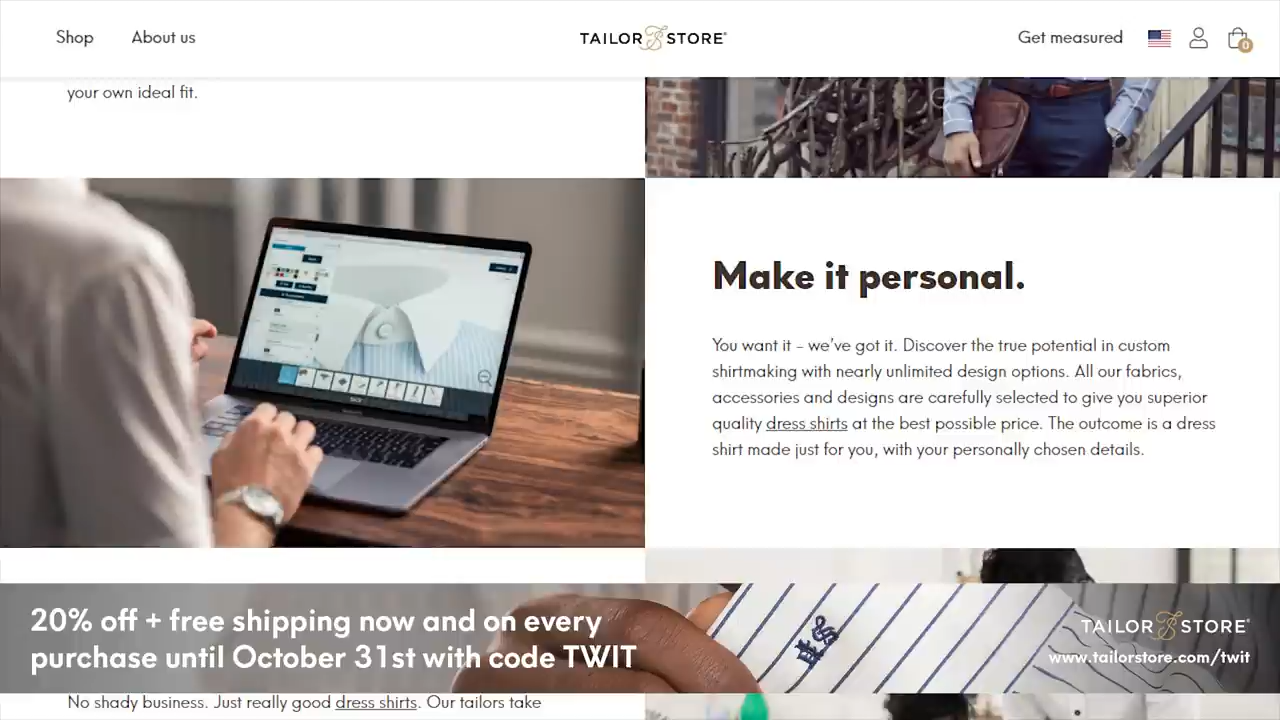 Shop
About us
TAILOR STORE
Get measured
0
your own ideal fit.
Make it personal.
You want it – we've got it. Discover the true potential in custom
shirtmaking with nearly unlimited design options. All our fabrics,
accessories and designs are carefully selected to give you superior
quality dress shirts at the best possible price. The outcome is a dress
shirt made just for you, with your personally chosen details.
20% off + free shipping now and on every
purchase until October 31st with code TWIT
TAILOR STORE
www.tailorstore.com/twit
No shady business. Just really good dress shirts. Our tailors take